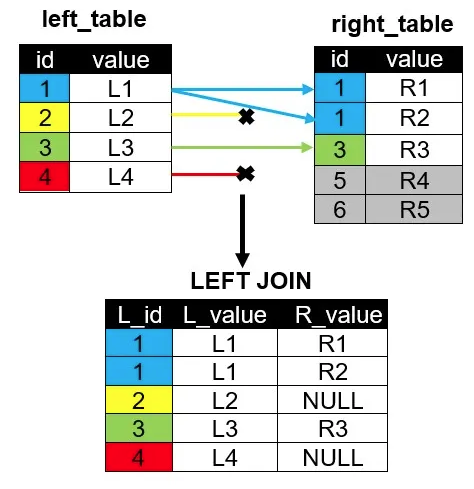 left_table
id value
1 L1
2 L2
3 L3
4 L4
right_table
id value
1 R1
1 R2
3 R3
5 R4
6 R5
LEFT JOIN
L_id L_value R_value
1 L1 R1
1 L1 R2
2 L2 NULL
3 L3 R3
4 L4 NULL